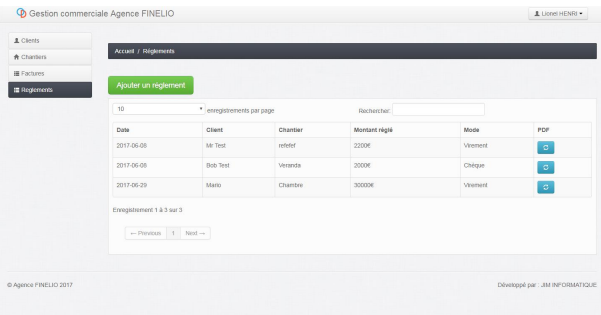 Gestion commerciale Agence FINELIO
Lionel HENRI
Clients
Chantiers
Factures
Reglements
Accueil / Réglements
Ajouter un réglement
10 enregistrements par page Rechercher:
Date Client Chantier Montant réglé Mode PDF
2017-06-08 Mr Test refefef 2200€ Virement
2017-06-08 Bob Test Veranda 2000€ Chèque
2017-06-29 Mario Chambre 30000€ Virement
Enregistrement 1 à 3 sur 3
← Previous 1 Next →
© Agence FINELIO 2017 Développé par : JIM INFORMATIQUE